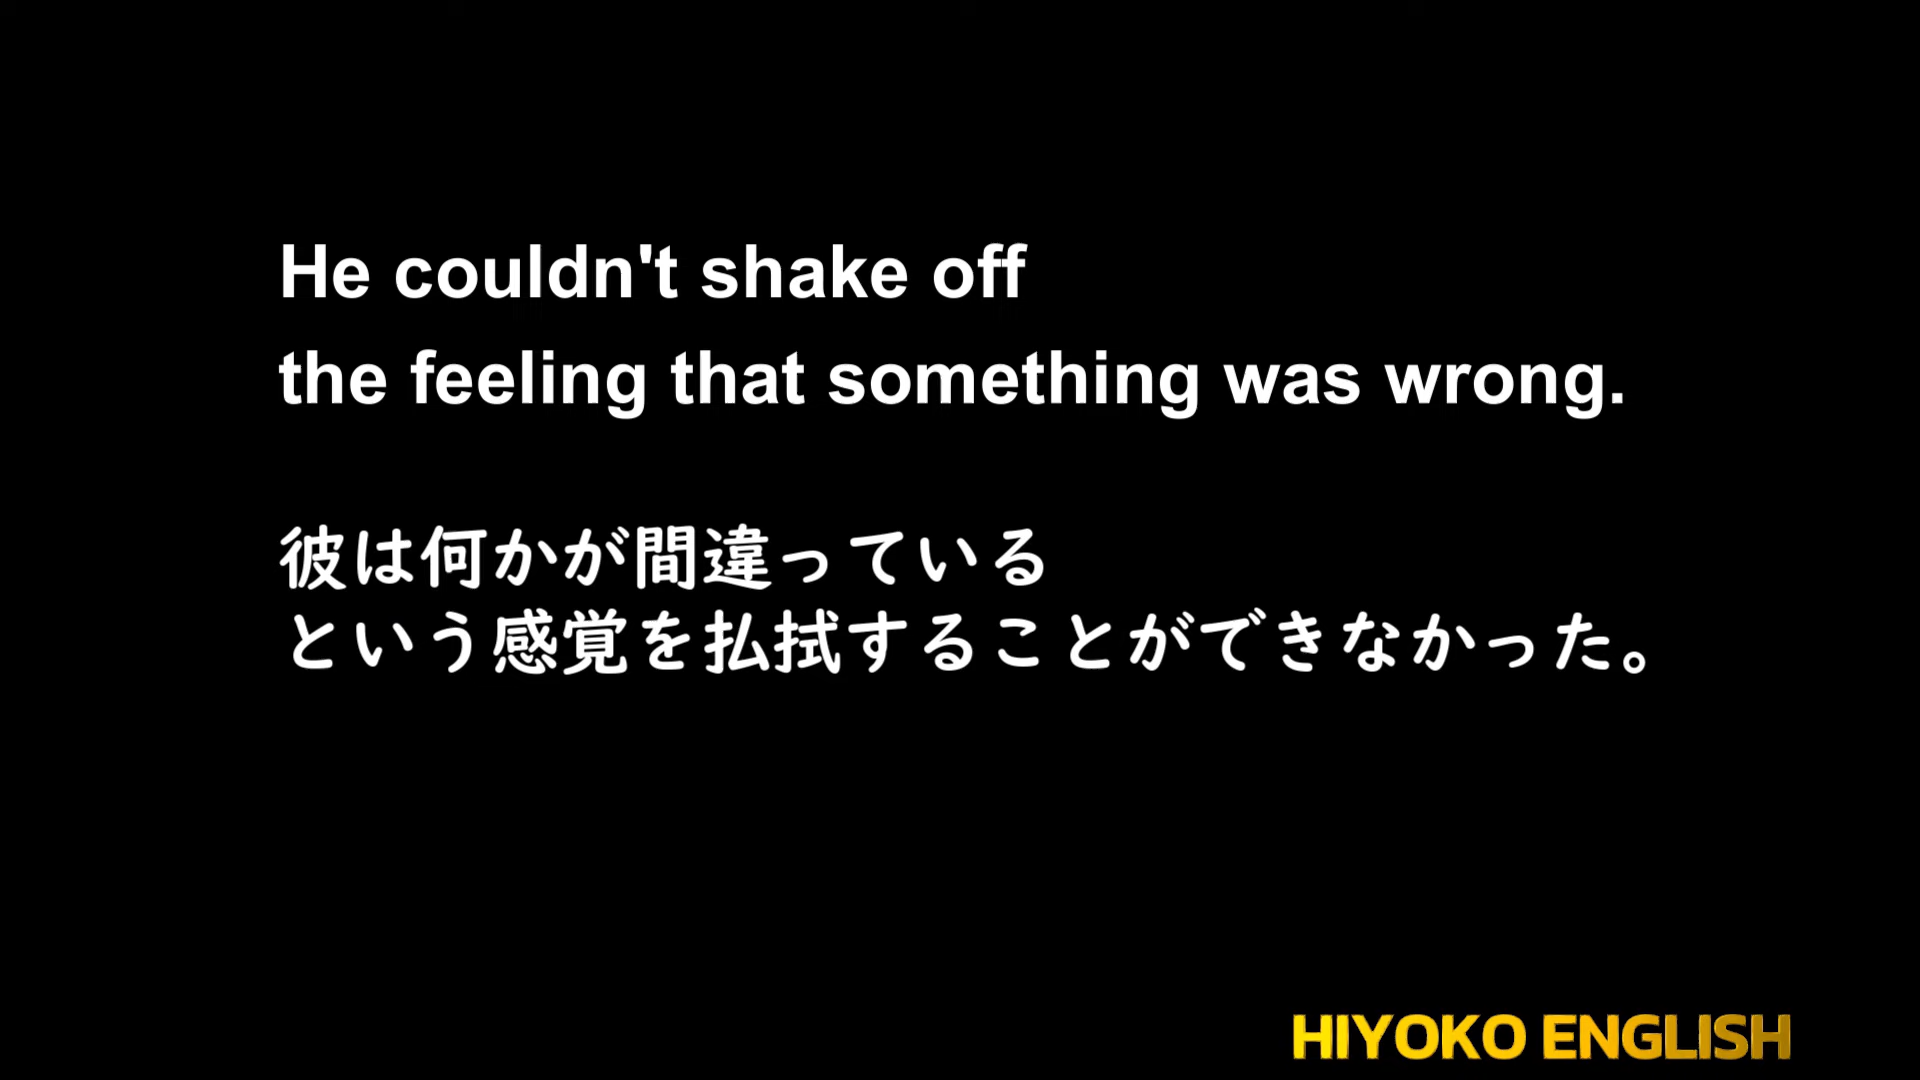 He couldn't shake off
the feeling that something was wrong.
彼は何かが間違っている
という感覚を払拭することができなかった。
HIYOKO ENGLISH